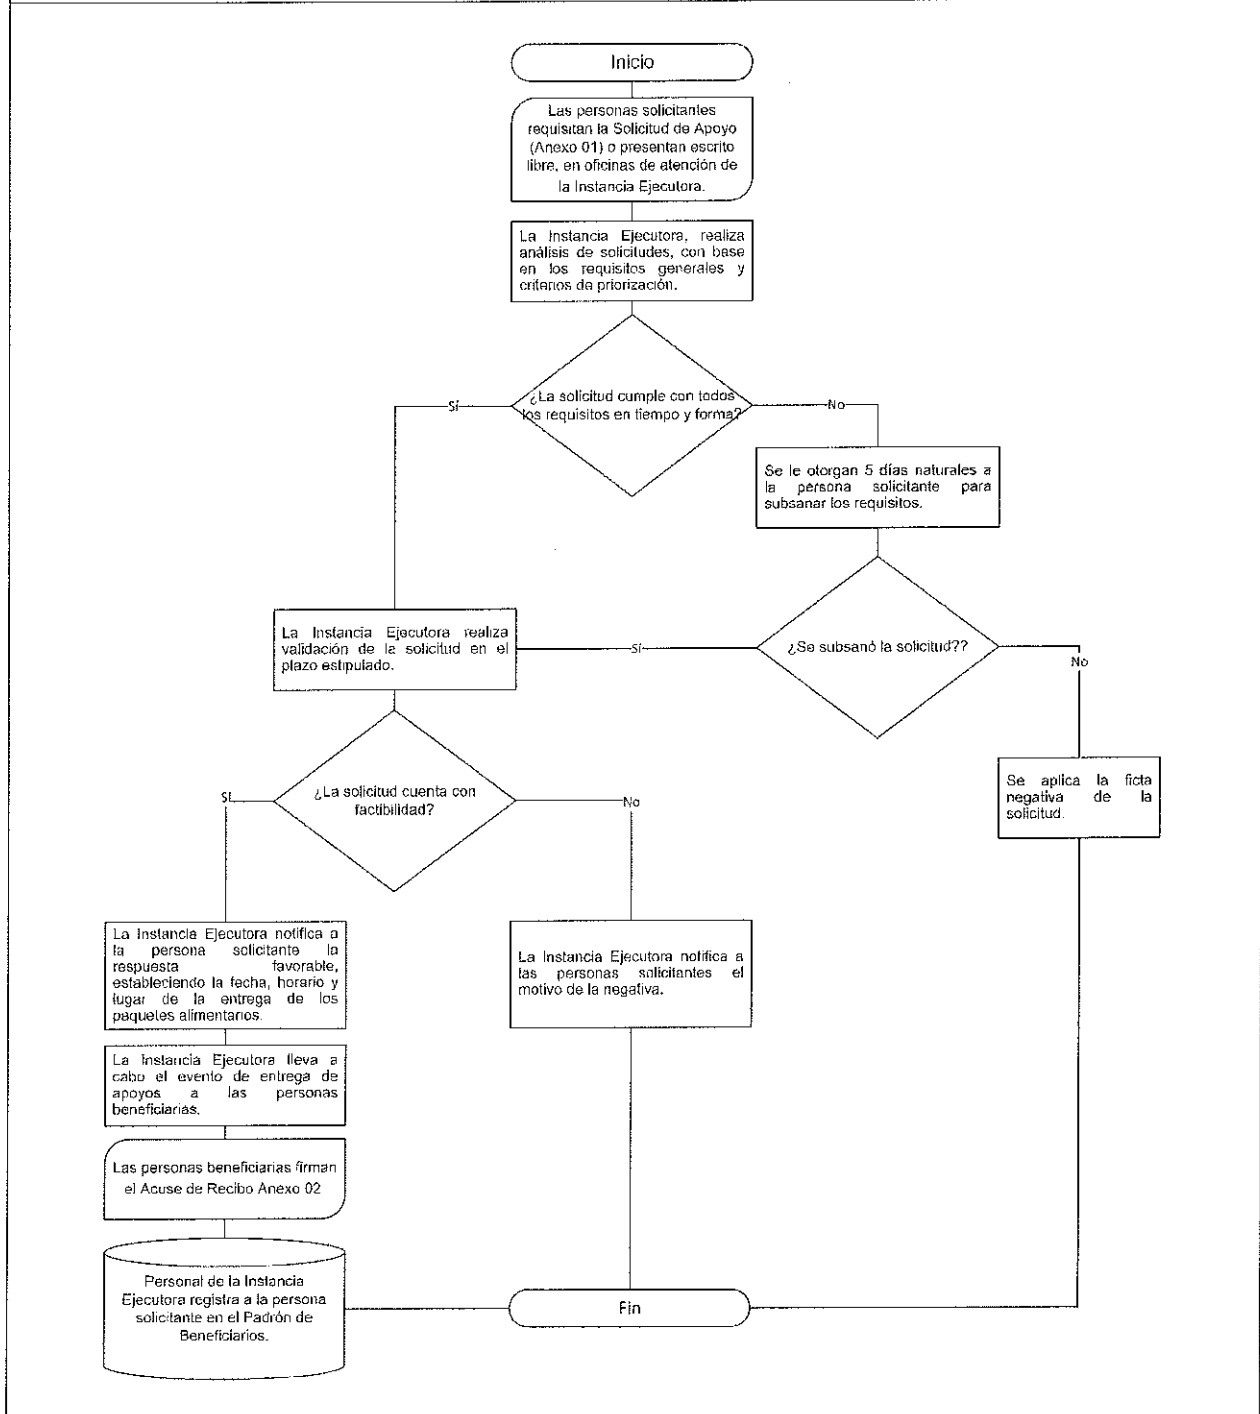 Inicio
Las personas solicitantes
requisitan la Solicitud de Apoyo
(Anexo 01) o presentan escrito
libre, en oficinas de atención de
la Instancia Ejecutora.
La Instancia Ejecutora, realiza
análisis de solicitudes, con base
en los requisitos generales y
criterios de priorización.
¿La solicitud cumple con todos
los requisitos en tiempo y forma?
Sí
No
Se le otorgan 5 días naturales a
la persona solicitante para
subsanar los requisitos.
La Instancia Ejecutora realiza
validación de la solicitud en el
plazo estipulado.
Sí
¿Se subsanó la solicitud??
No
Se aplica la ficta
negativa de la
solicitud.
¿La solicitud cuenta con
factibilidad?
Sí
No
La Instancia Ejecutora notifica a
la persona solicitante la
respuesta favorable,
estableciendo la fecha, horario y
lugar de la entrega de los
paquetes alimentarios.
La Instancia Ejecutora notifica a
las personas solicitantes el
motivo de la negativa.
La Instancia Ejecutora lleva a
cabo el evento de entrega de
apoyos a las personas
beneficiarias.
Las personas beneficiarias firman
el Acuse de Recibo Anexo 02
Personal de la Instancia
Ejecutora registra a la persona
solicitante en el Padrón de
Beneficiarios.
Fin